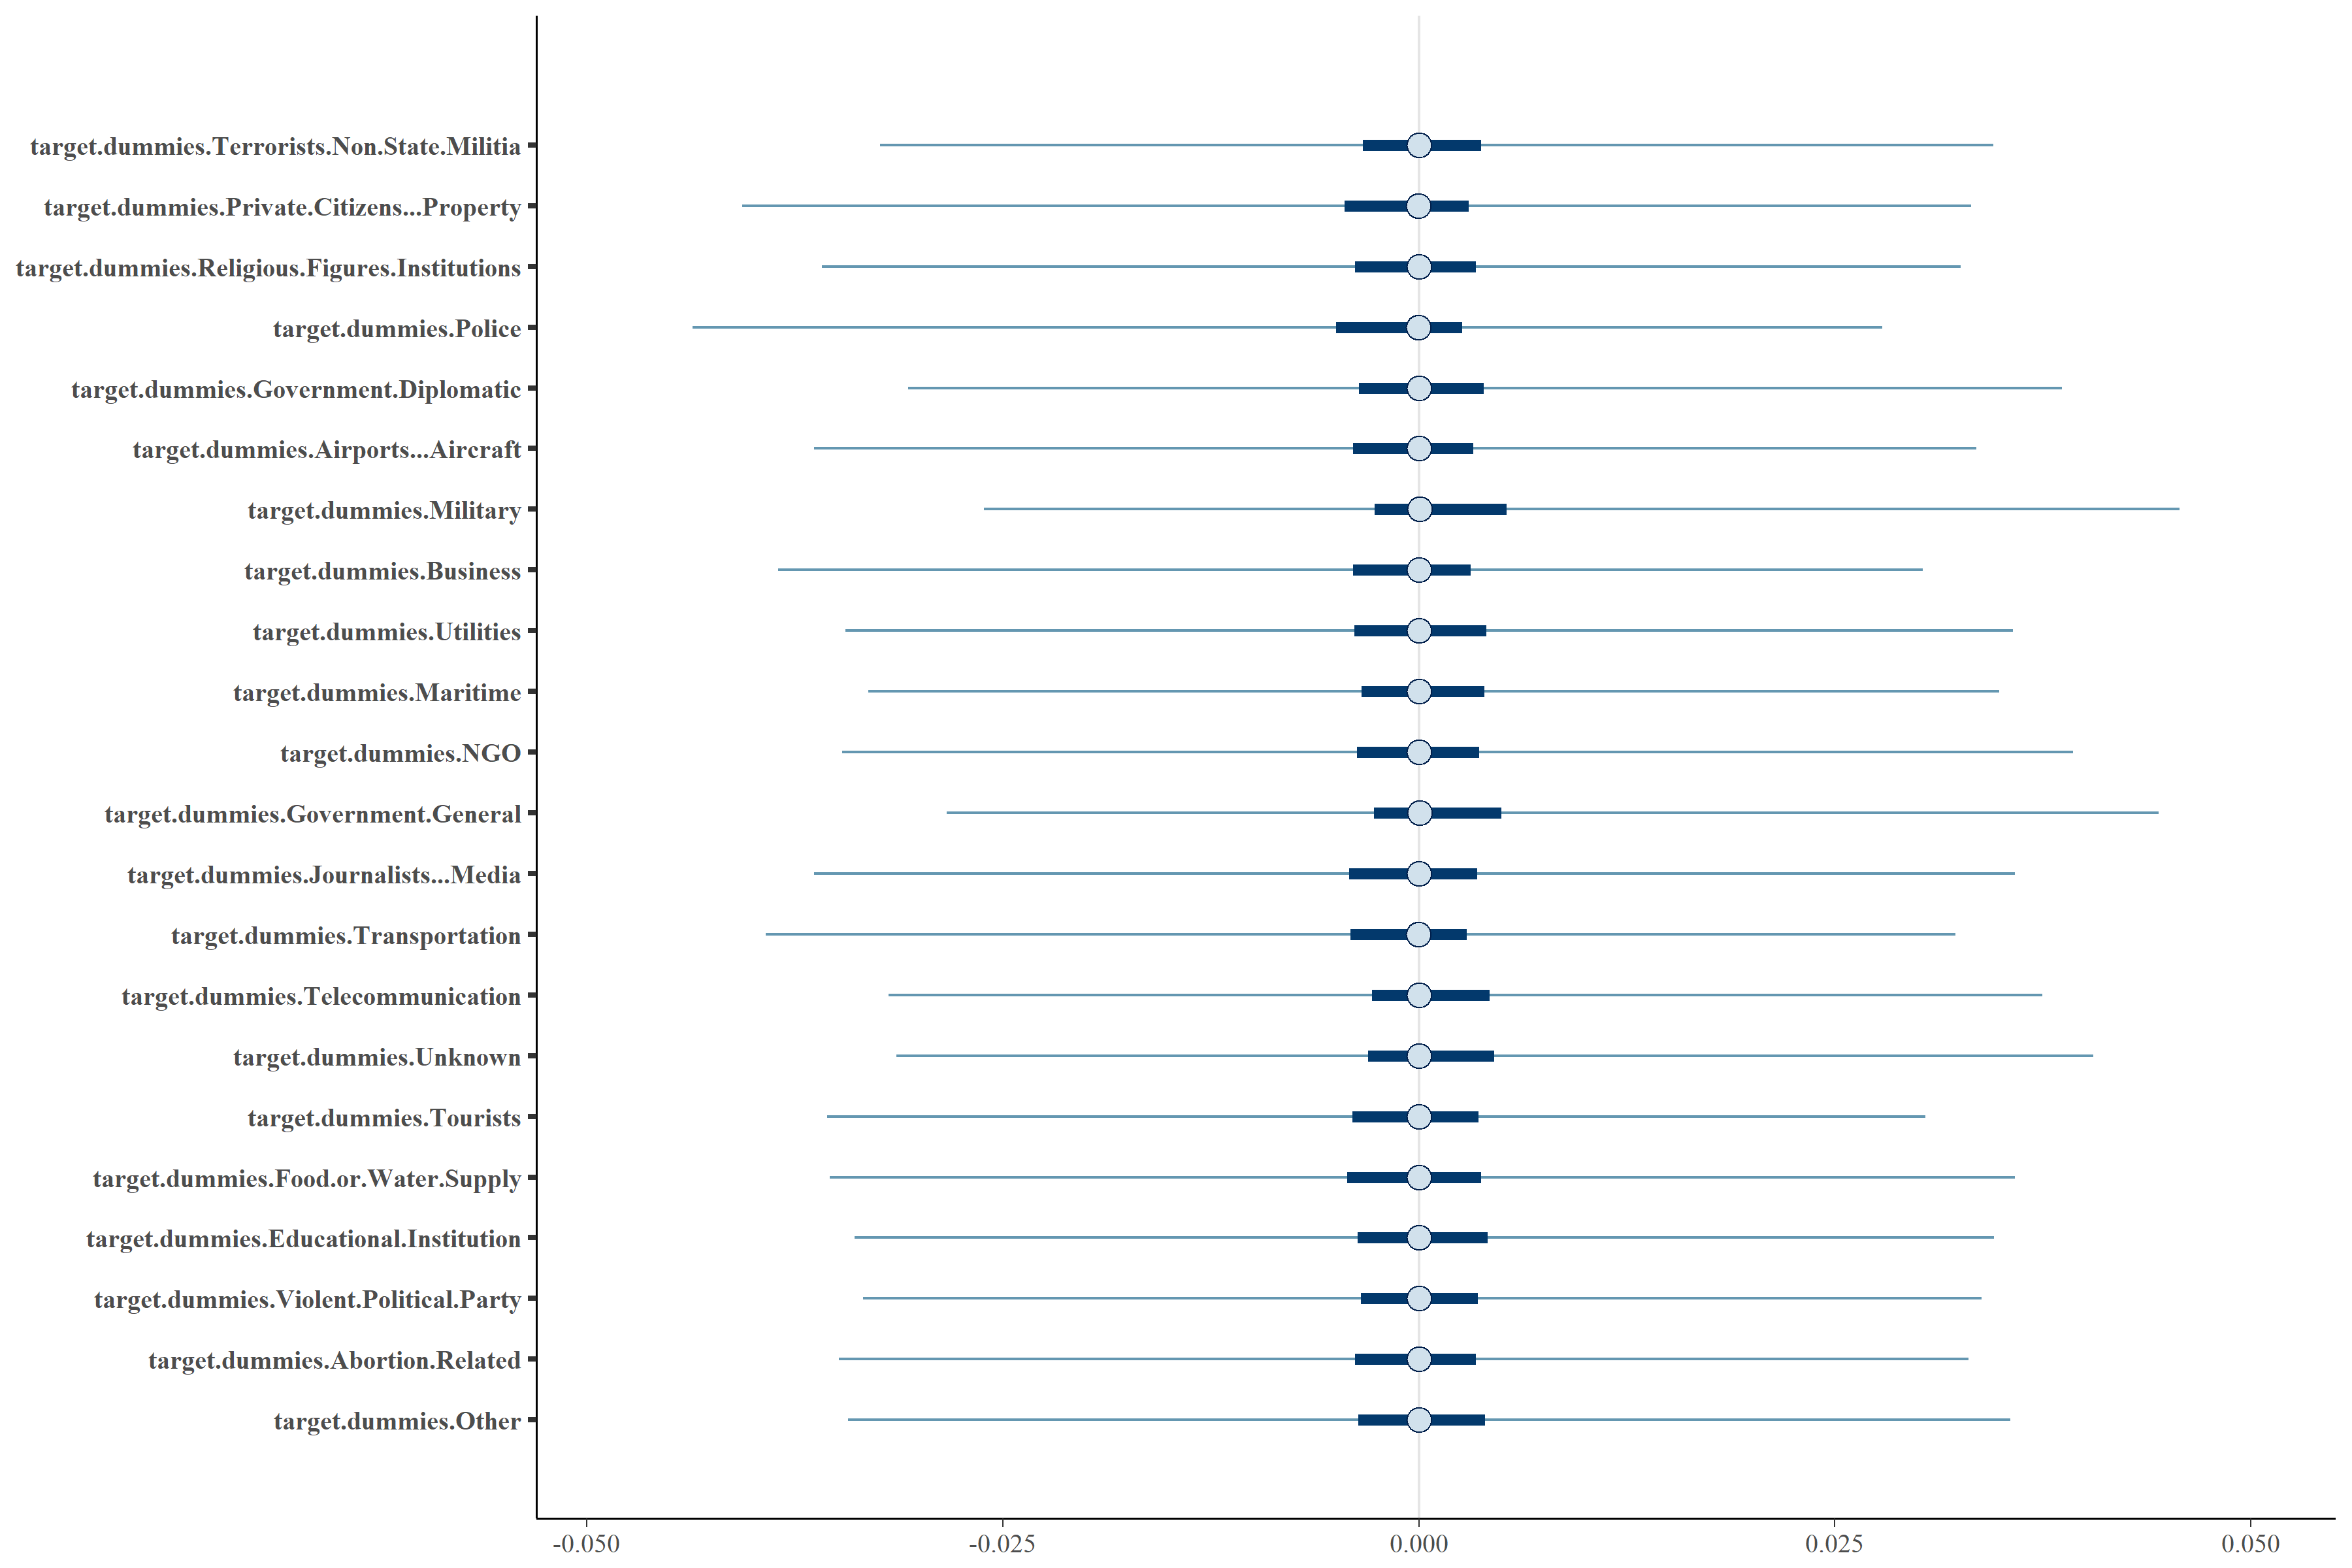 target.dummies.Terrorists.Non.State.Militia
target.dummies.Private.Citizens...Property
target.dummies.Religious.Figures.Institutions
target.dummies.Police
target.dummies.Government.Diplomatic
target.dummies.Airports...Aircraft
target.dummies.Military
target.dummies.Business
target.dummies.Utilities
target.dummies.Maritime
target.dummies.NGO
target.dummies.Government.General
target.dummies.Journalists...Media
target.dummies.Transportation
target.dummies.Telecommunication
target.dummies.Unknown
target.dummies.Tourists
target.dummies.Food.or.Water.Supply
target.dummies.Educational.Institution
target.dummies.Violent.Political.Party
target.dummies.Abortion.Related
target.dummies.Other
-0.050 -0.025 0.000 0.025 0.050